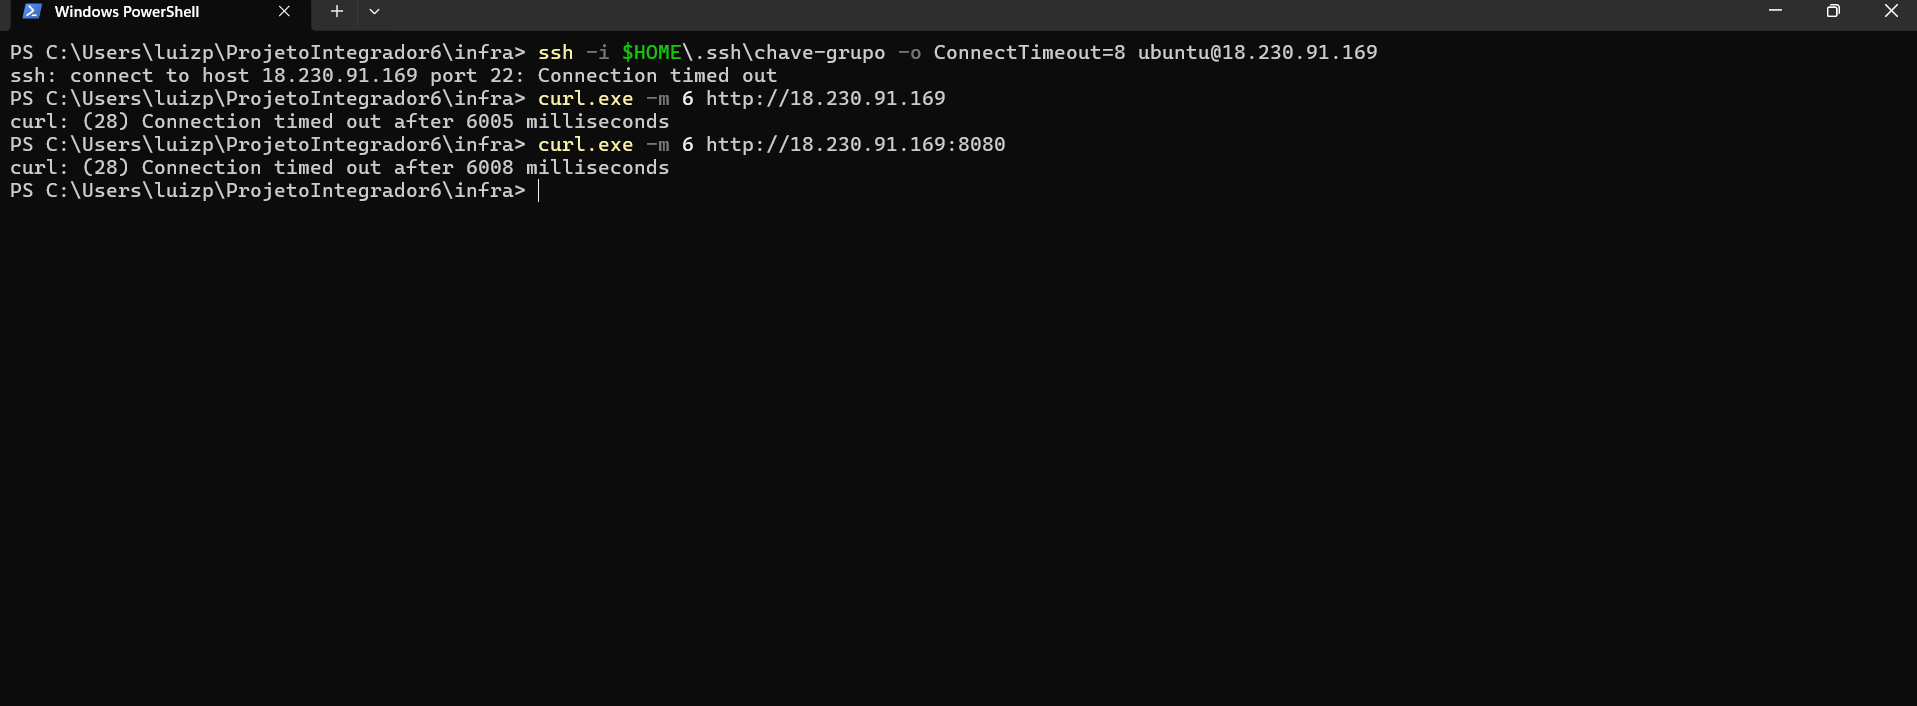 Windows PowerShell
PS C:\Users\luizp\ProjetoIntegrador6\infra> ssh -i $HOME\.ssh\chave-grupo -o ConnectTimeout=8 ubuntu@18.230.91.169
ssh: connect to host 18.230.91.169 port 22: Connection timed out
PS C:\Users\luizp\ProjetoIntegrador6\infra> curl.exe -m 6 http://18.230.91.169
curl: (28) Connection timed out after 6005 milliseconds
PS C:\Users\luizp\ProjetoIntegrador6\infra> curl.exe -m 6 http://18.230.91.169:8080
curl: (28) Connection timed out after 6008 milliseconds
PS C:\Users\luizp\ProjetoIntegrador6\infra>